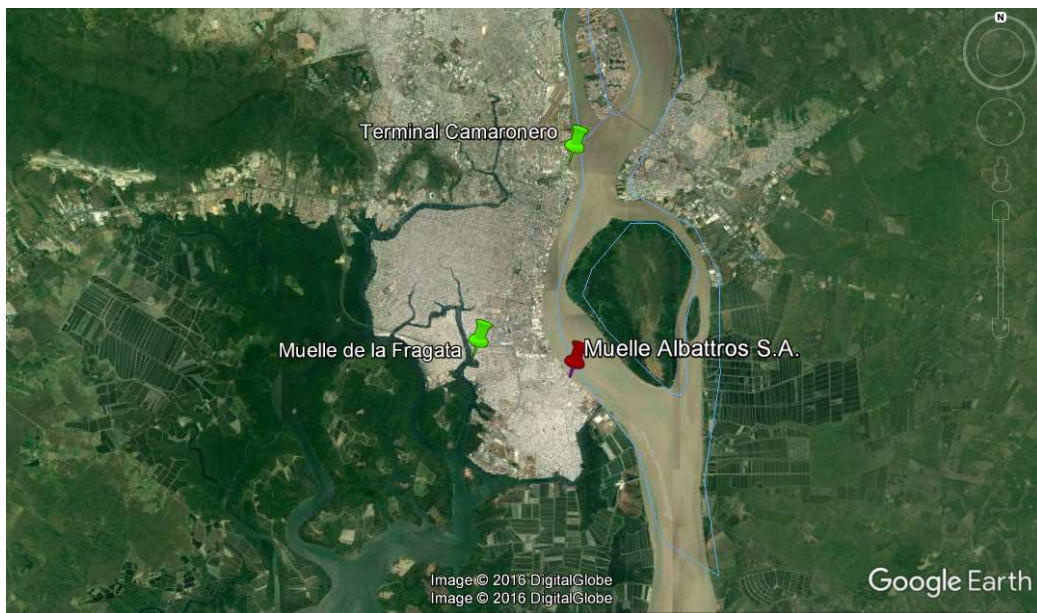 N
Terminal Camaronero
Muelle de la Fragata
Muelle Albattros S.A.
Image © 2016 DigitalGlobe
Image © 2016 DigitalGlobe
Google Earth